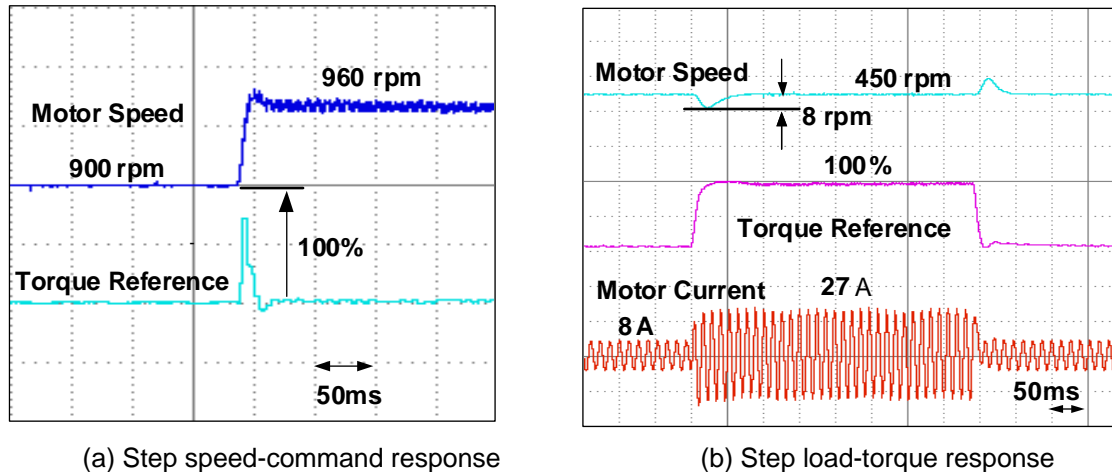 960 rpm
Motor Speed
900 rpm
100%
Torque Reference
50ms
(a) Step speed-command response
Motor Speed
450 rpm
8 rpm
100%
Torque Reference
Motor Current
27 A
8 A
50ms
(b) Step load-torque response